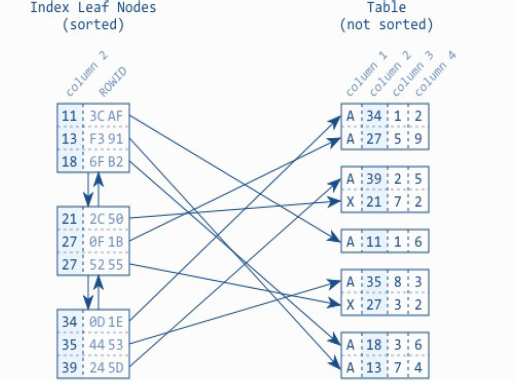 Index Leaf Nodes
(sorted)
column 2
ROWID
11 3C AF
13 F3 91
18 6F B2
21 2C 50
27 0F 1B
27 52 55
34 0D 1E
35 44 53
39 24 5D
Table
(not sorted)
column 1
column 2
column 3
column 4
A 34 1 2
A 27 5 9
A 39 2 5
X 21 7 2
A 11 1 6
A 35 8 3
X 27 3 2
A 18 3 6
A 13 7 4